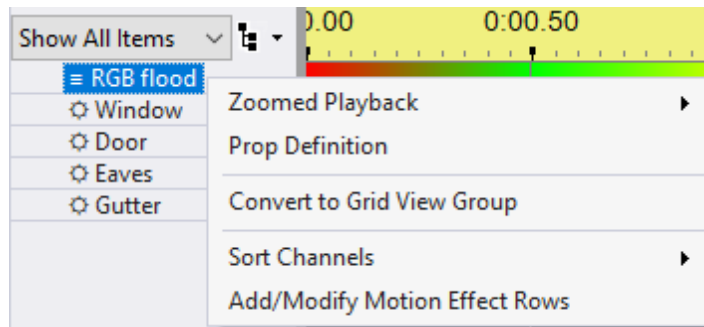 Show All Items
0.00 0:00.50
RGB flood
Window
Door
Eaves
Gutter
Zoomed Playback
Prop Definition
Convert to Grid View Group
Sort Channels
Add/Modify Motion Effect Rows